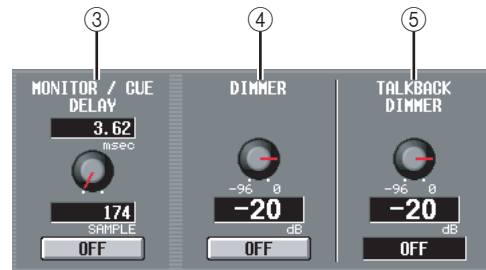 ③ ④ ⑤
MONITOR / CUE
DELAY
3.62
msec
174
SAMPLE
OFF
DIMMER
-96 0
-20
dB
OFF
TALKBACK
DIMMER
-96 0
-20
dB
OFF